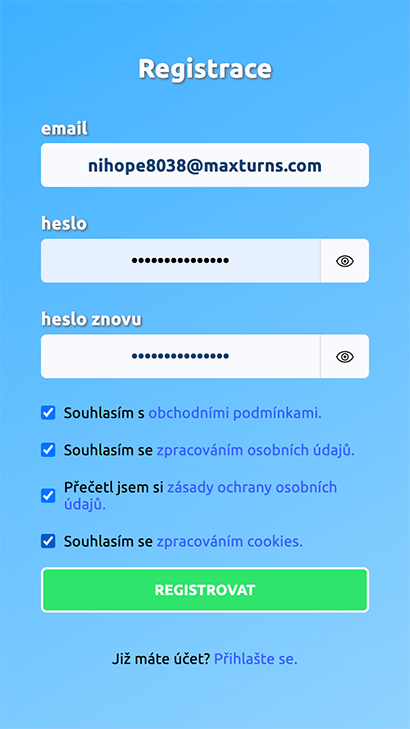 Registrace
email
nihope8038@maxturns.com
heslo
•••••••••••••••
heslo znovu
•••••••••••••••
Souhlasím s obchodními podmínkami.
Souhlasím se zpracováním osobních údajů.
Přečetl jsem si zásady ochrany osobních
údajů.
Souhlasím se zpracováním cookies.
REGISTROVAT
Již máte účet? Přihlašte se.